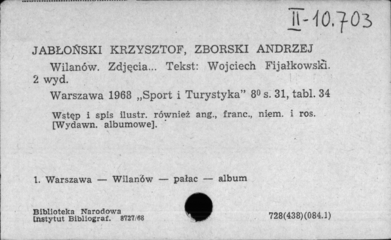 II-10.703
JABŁOŃSKI KRZYSZTOF, ZBORSKI ANDRZEJ
Wilanów. Zdjęcia... Tekst: Wojciech Fijałkowski.
2 wyd.
Warszawa 1968 „Sport i Turystyka" 8⁰ s. 31, tabl. 34
Wstęp i spis ilustr. również ang., franc., niem. i ros.
[Wydawn. albumowe].
1. Warszawa — Wilanów — pałac — album
Biblioteka Narodowa
Instytut Bibliograf. 8727/68
728(438)(084.1)